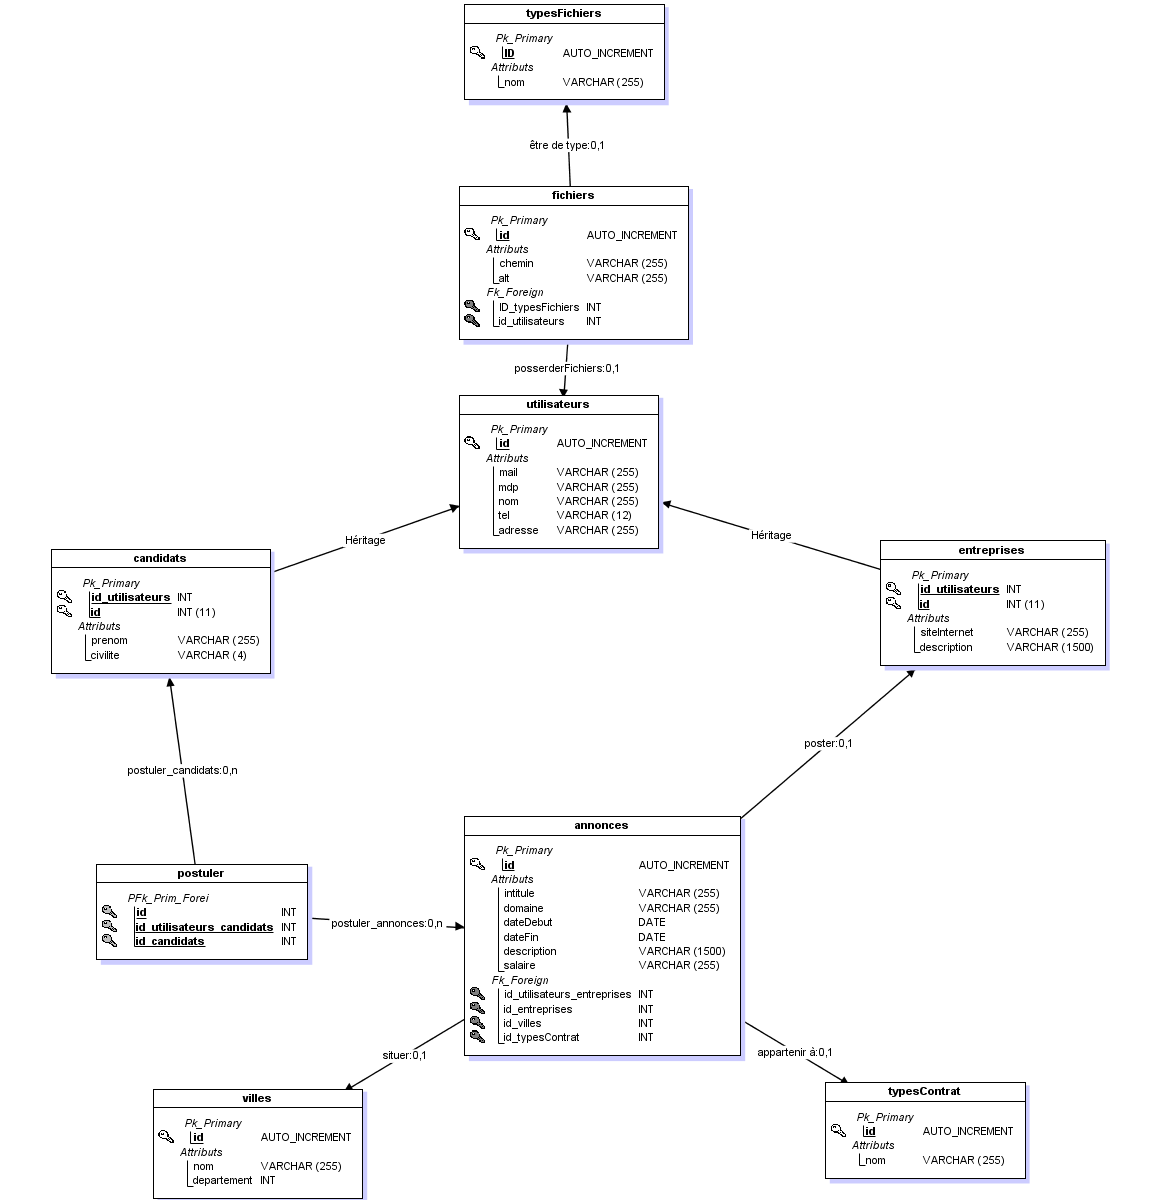 typesFichiers
Pk_Primary
ID AUTO_INCREMENT
Attributs
nom VARCHAR (255)
être de type:0,1
fichiers
Pk_Primary
id AUTO_INCREMENT
Attributs
chemin VARCHAR (255)
alt VARCHAR (255)
Fk_Foreign
ID_typesFichiers INT
id_utilisateurs INT
posserderFichiers:0,1
utilisateurs
Pk_Primary
id AUTO_INCREMENT
Attributs
mail VARCHAR (255)
mdp VARCHAR (255)
nom VARCHAR (255)
tel VARCHAR (12)
adresse VARCHAR (255)
Héritage
Héritage
candidats
Pk_Primary
id_utilisateurs INT
id INT (11)
Attributs
prenom VARCHAR (255)
civilite VARCHAR (4)
entreprises
Pk_Primary
id_utilisateurs INT
id INT (11)
Attributs
siteInternet VARCHAR (255)
description VARCHAR (1500)
poster:0,1
postuler_candidats:0,n
postuler
PFk_Prim_Forei
id INT
id_utilisateurs_candidats INT
id_candidats INT
postuler_annonces:0,n
annonces
Pk_Primary
id AUTO_INCREMENT
Attributs
intitule VARCHAR (255)
domaine VARCHAR (255)
dateDebut DATE
dateFin DATE
description VARCHAR (1500)
salaire VARCHAR (255)
Fk_Foreign
id_utilisateurs_entreprises INT
id_entreprises INT
id_villes INT
id_typesContrat INT
situer:0,1
appartenir à:0,1
villes
Pk_Primary
id AUTO_INCREMENT
Attributs
nom VARCHAR (255)
departement INT
typesContrat
Pk_Primary
id AUTO_INCREMENT
Attributs
nom VARCHAR (255)